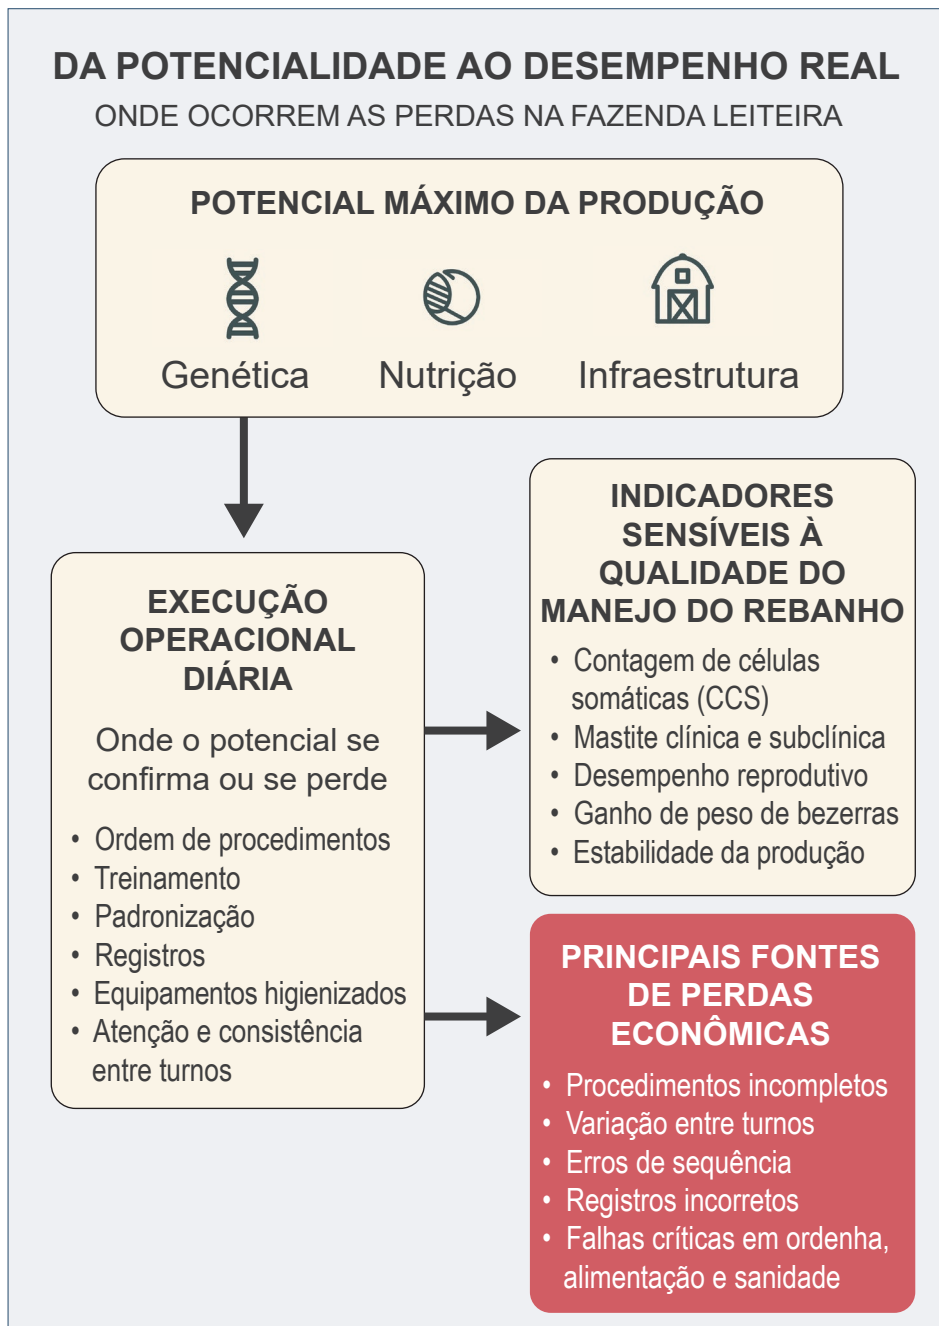 DA POTENCIALIDADE AO DESEMPENHO REAL
ONDE OCORREM AS PERDAS NA FAZENDA LEITEIRA
POTENCIAL MÁXIMO DA PRODUÇÃO
Genética
Nutrição
Infraestrutura
EXECUÇÃO
OPERACIONAL
DIÁRIA
Onde o potencial se
confirma ou se perde
• Ordem de procedimentos
• Treinamento
• Padronização
• Registros
• Equipamentos higienizados
• Atenção e consistência
entre turnos
INDICADORES
SENSÍVEIS À
QUALIDADE DO
MANEJO DO REBANHO
• Contagem de células
somáticas (CCS)
• Mastite clínica e subclínica
• Desempenho reprodutivo
• Ganho de peso de bezerras
• Estabilidade da produção
PRINCIPAIS FONTES
DE PERDAS
ECONÔMICAS
• Procedimentos incompletos
• Variação entre turnos
• Erros de sequência
• Registros incorretos
• Falhas críticas em ordenha,
alimentação e sanidade